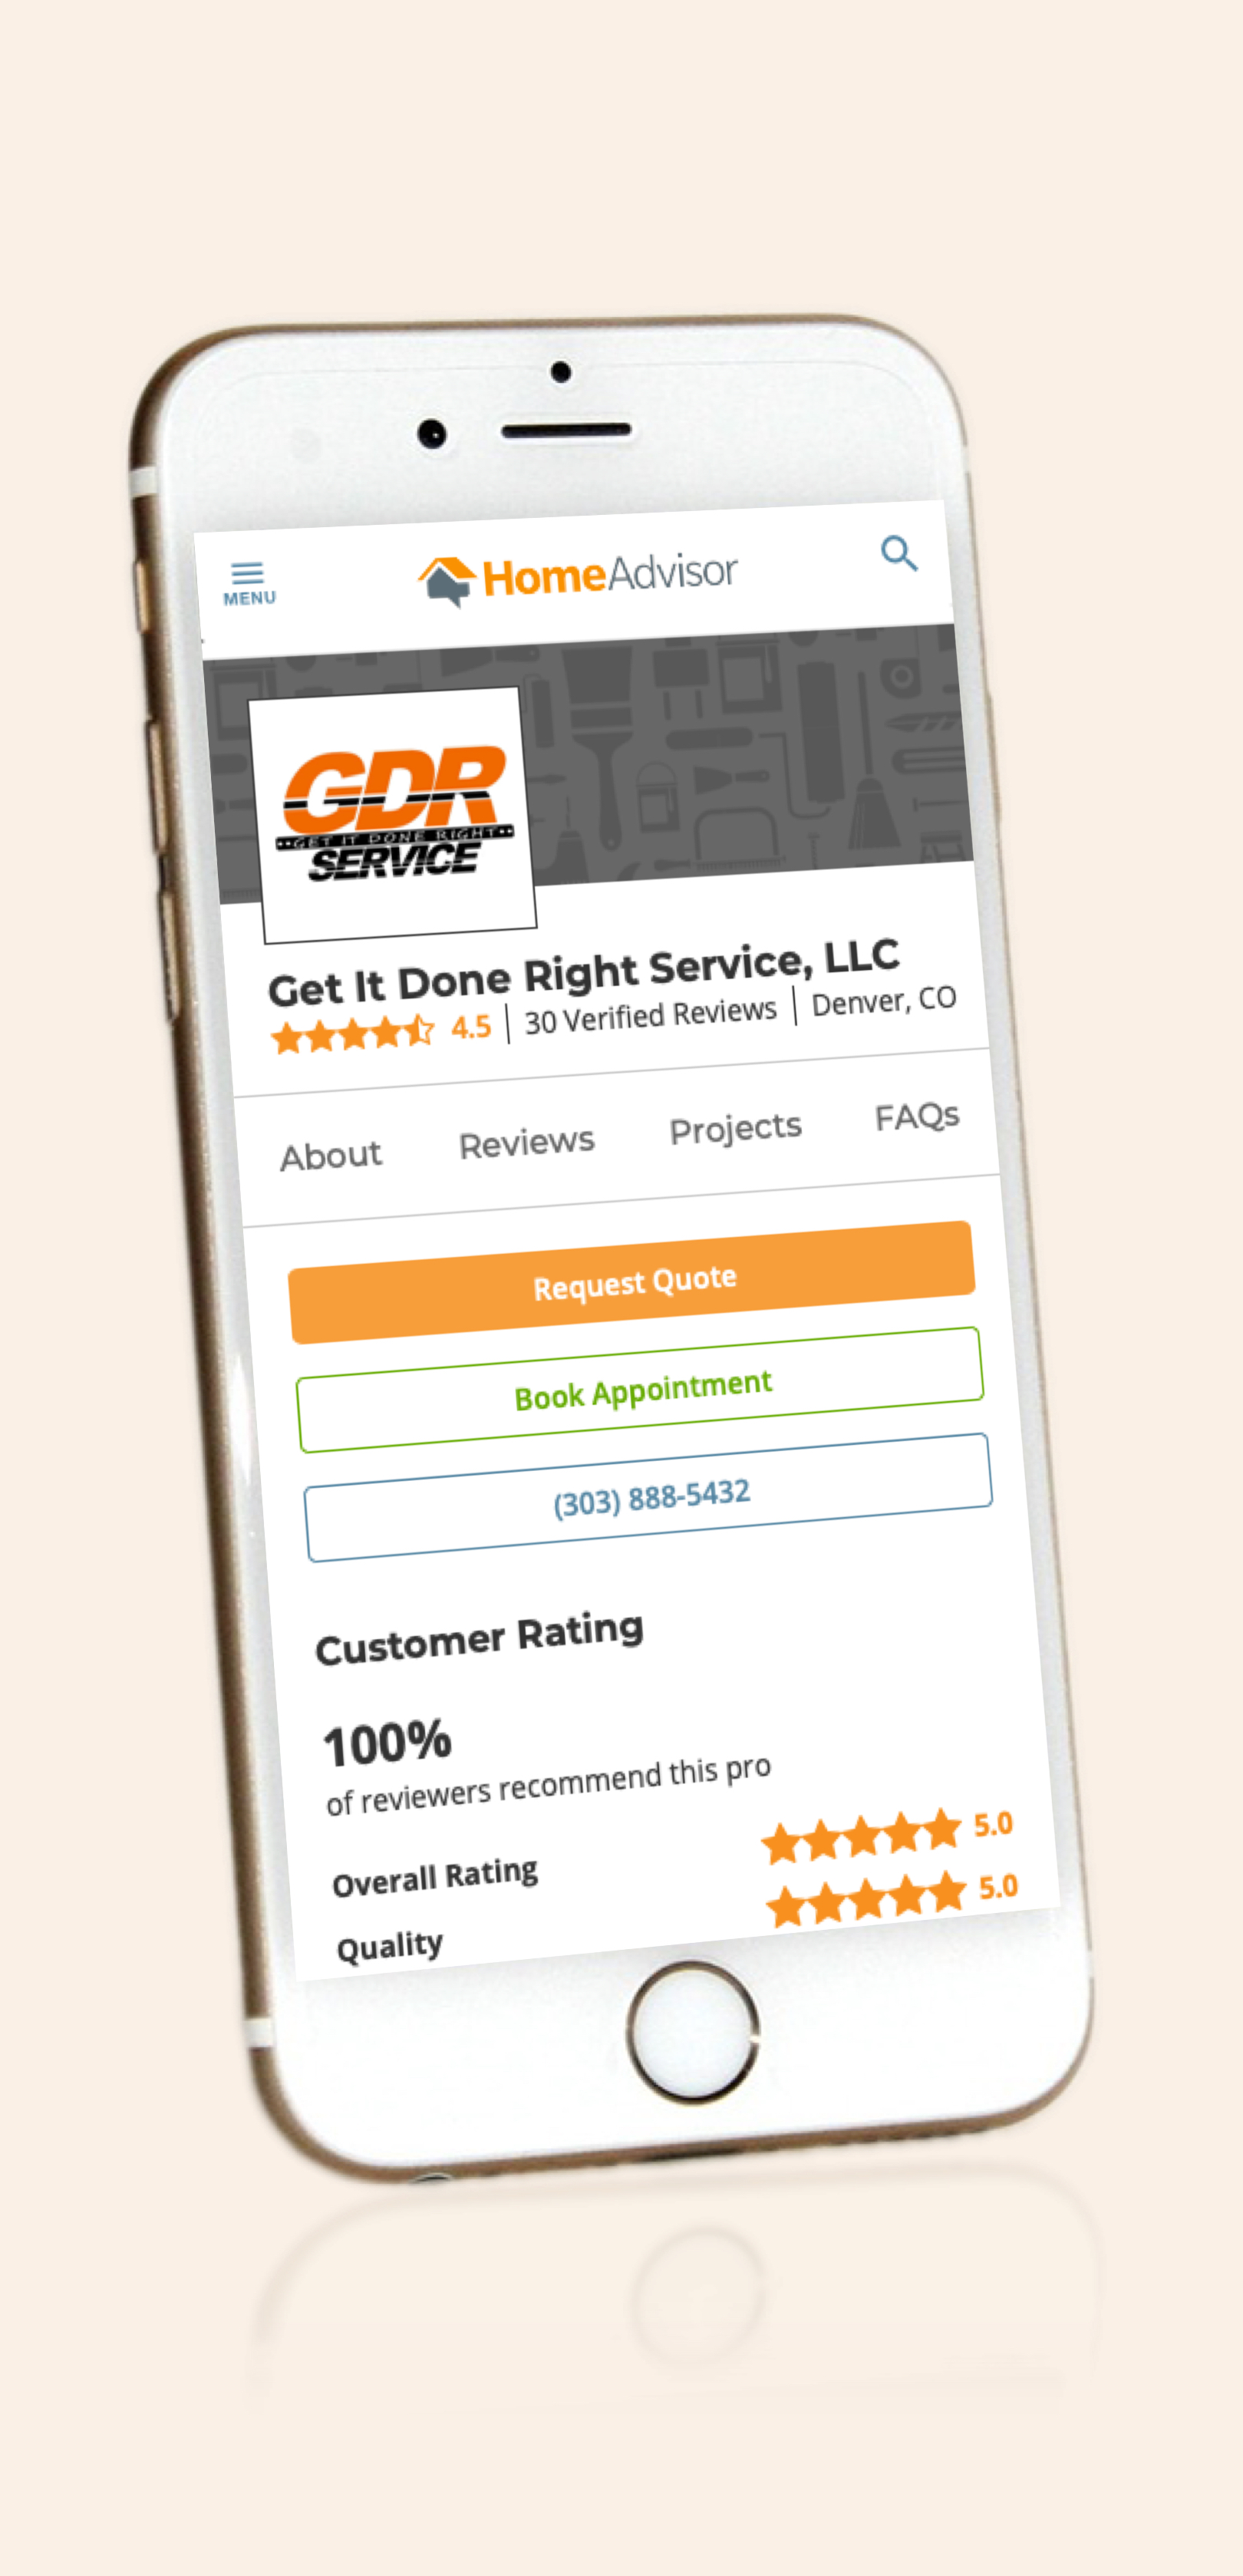 MENU
HomeAdvisor
GDR
GET IT DONE RIGHT
SERVICE
Get It Done Right Service, LLC
4.5 | 30 Verified Reviews | Denver, CO
About Reviews Projects FAQs
Request Quote
Book Appointment
(303) 888-5432
Customer Rating
100%
of reviewers recommend this pro
Overall Rating 5.0
Quality 5.0